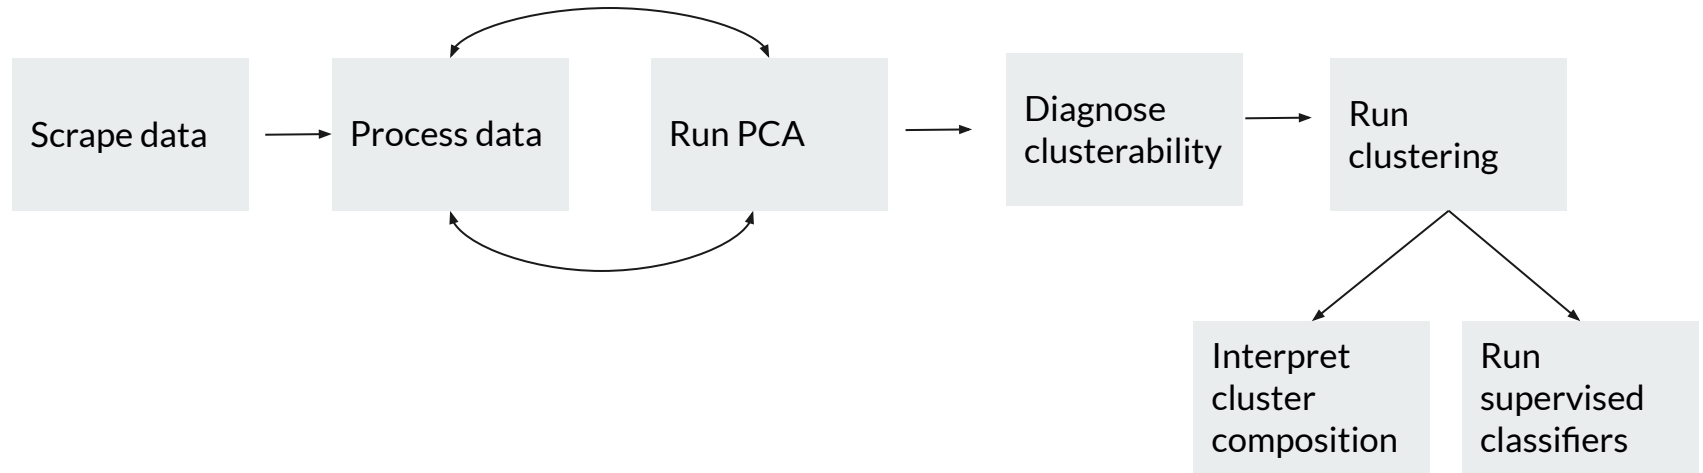 Scrape data
Process data
Run PCA
Diagnose
clusterability
Run
clustering
Interpret
cluster
composition
Run
supervised
classifiers